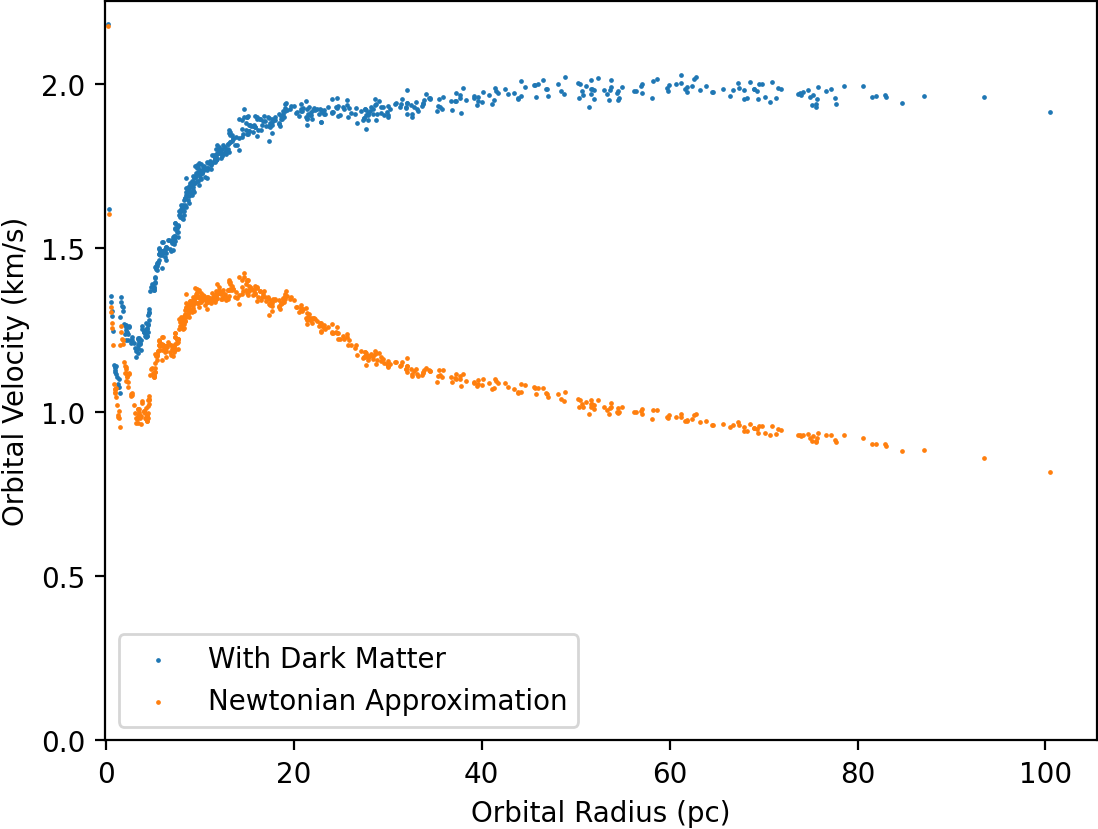 2.0
1.5
1.0
0.5
0.0
Orbital Velocity (km/s)
With Dark Matter
Newtonian Approximation
0 20 40 60 80 100
Orbital Radius (pc)